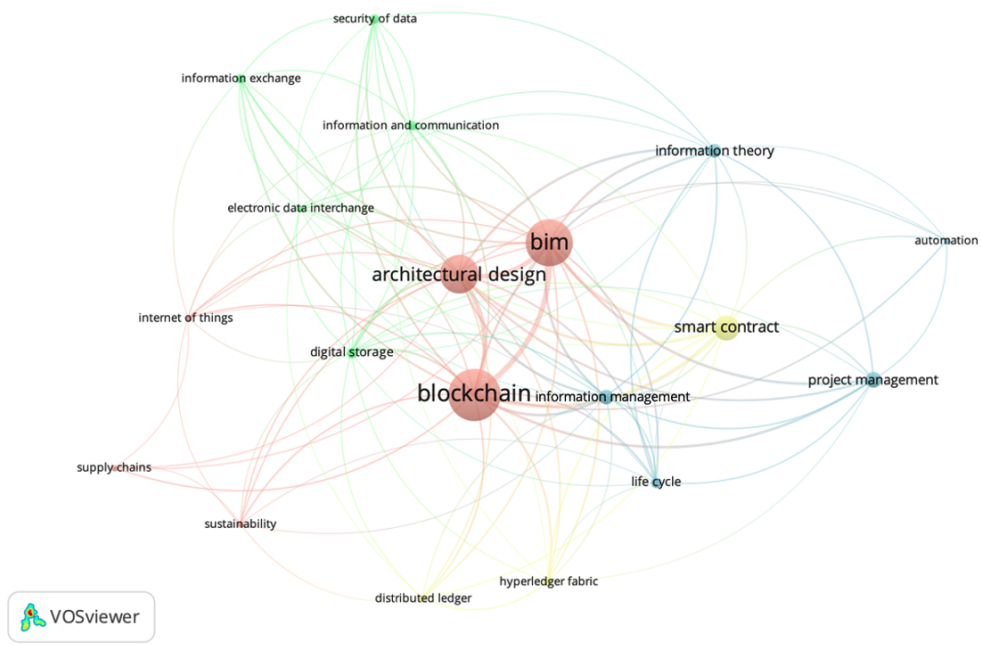 security of data
information exchange
information and communication
information theory
electronic data interchange
bim
automation
architectural design
internet of things
smart contract
digital storage
project management
blockchain
information management
supply chains
life cycle
sustainability
hyperledger fabric
distributed ledger
VOSviewer